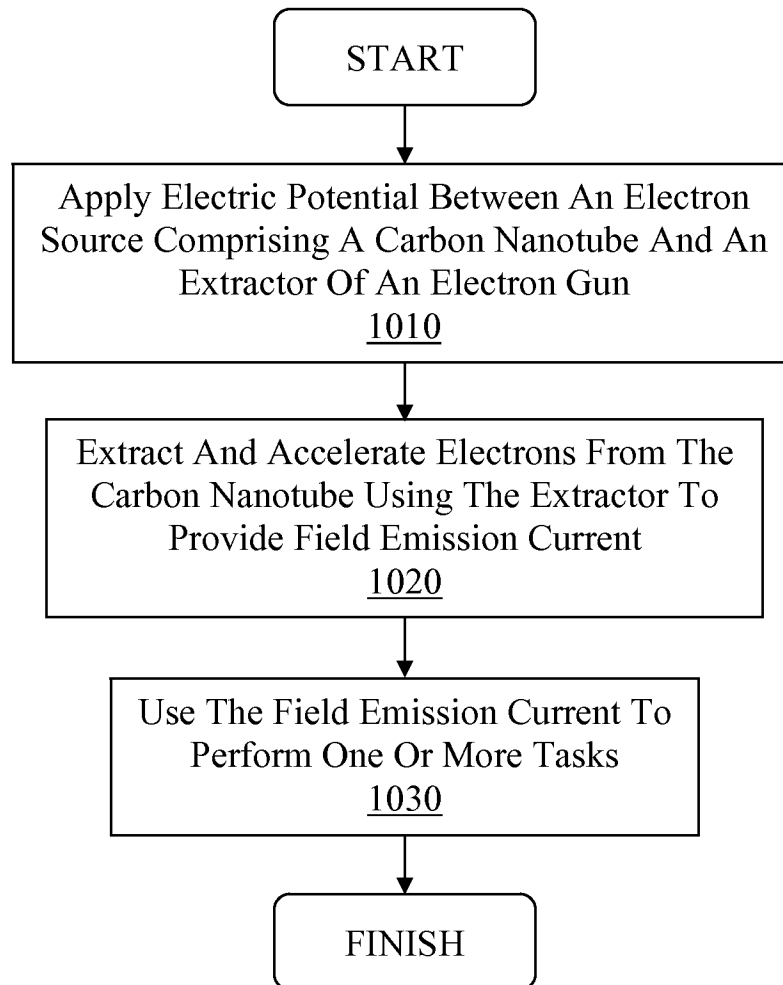 START
Apply Electric Potential Between An Electron
Source Comprising A Carbon Nanotube And An
Extractor Of An Electron Gun
1010
Extract And Accelerate Electrons From The
Carbon Nanotube Using The Extractor To
Provide Field Emission Current
1020
Use The Field Emission Current To
Perform One Or More Tasks
1030
FINISH